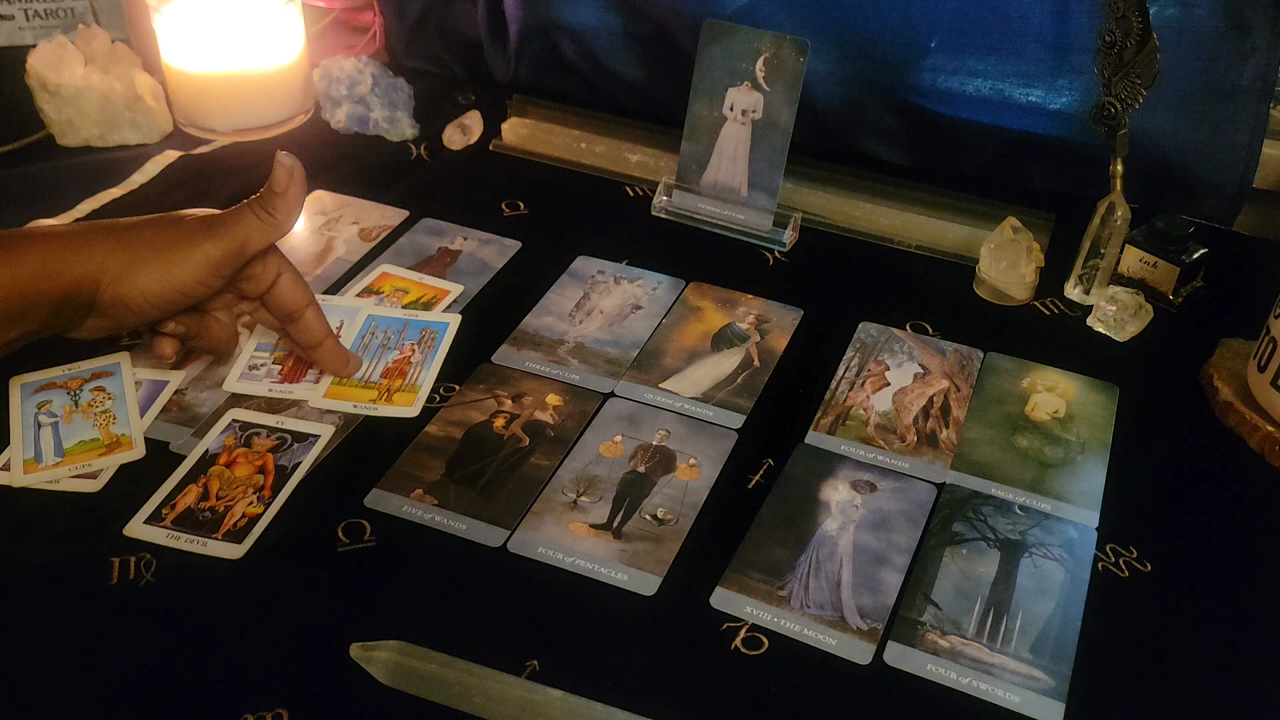 TAROT
ink
THREE of CUPS
QUEEN of WANDS
FIVE of WANDS
FOUR of PENTACLES
FOUR of WANDS
PAGE of CUPS
XVIII • THE MOON
FOUR of SWORDS
TWO
CUPS
WANDS
NINE
WANDS
XV
THE DEVIL